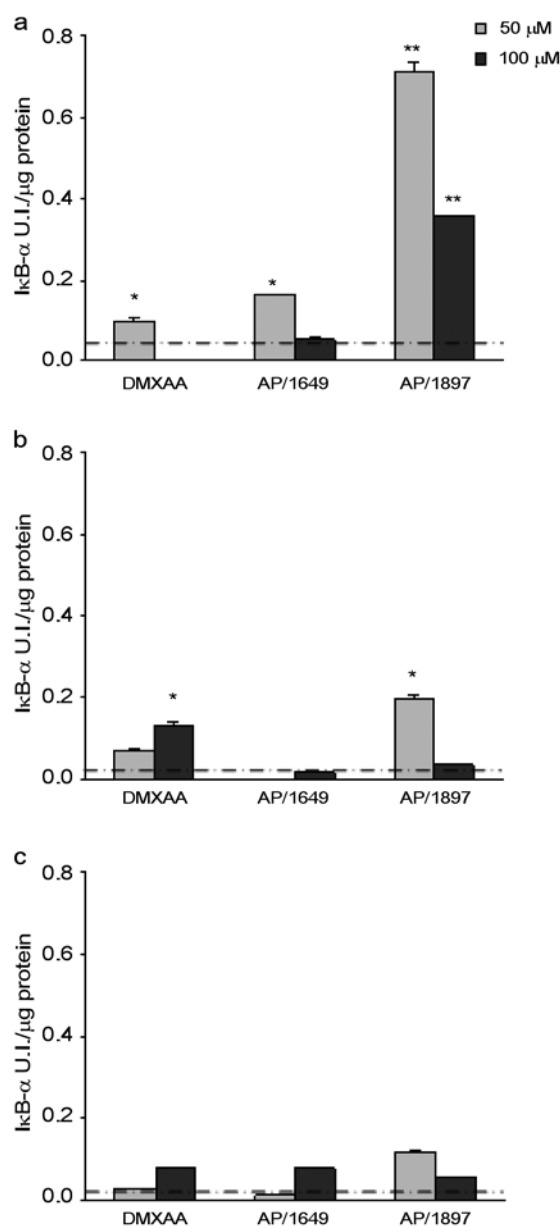 a
50 μM
100 μM
IκB-α U.I./μg protein
0.8
0.6
0.4
0.2
0.0
*
*
**
**
DMXAA AP/1649 AP/1897
b
IκB-α U.I./μg protein
0.8
0.6
0.4
0.2
0.0
*
*
DMXAA AP/1649 AP/1897
c
IκB-α U.I./μg protein
0.8
0.6
0.4
0.2
0.0
DMXAA AP/1649 AP/1897